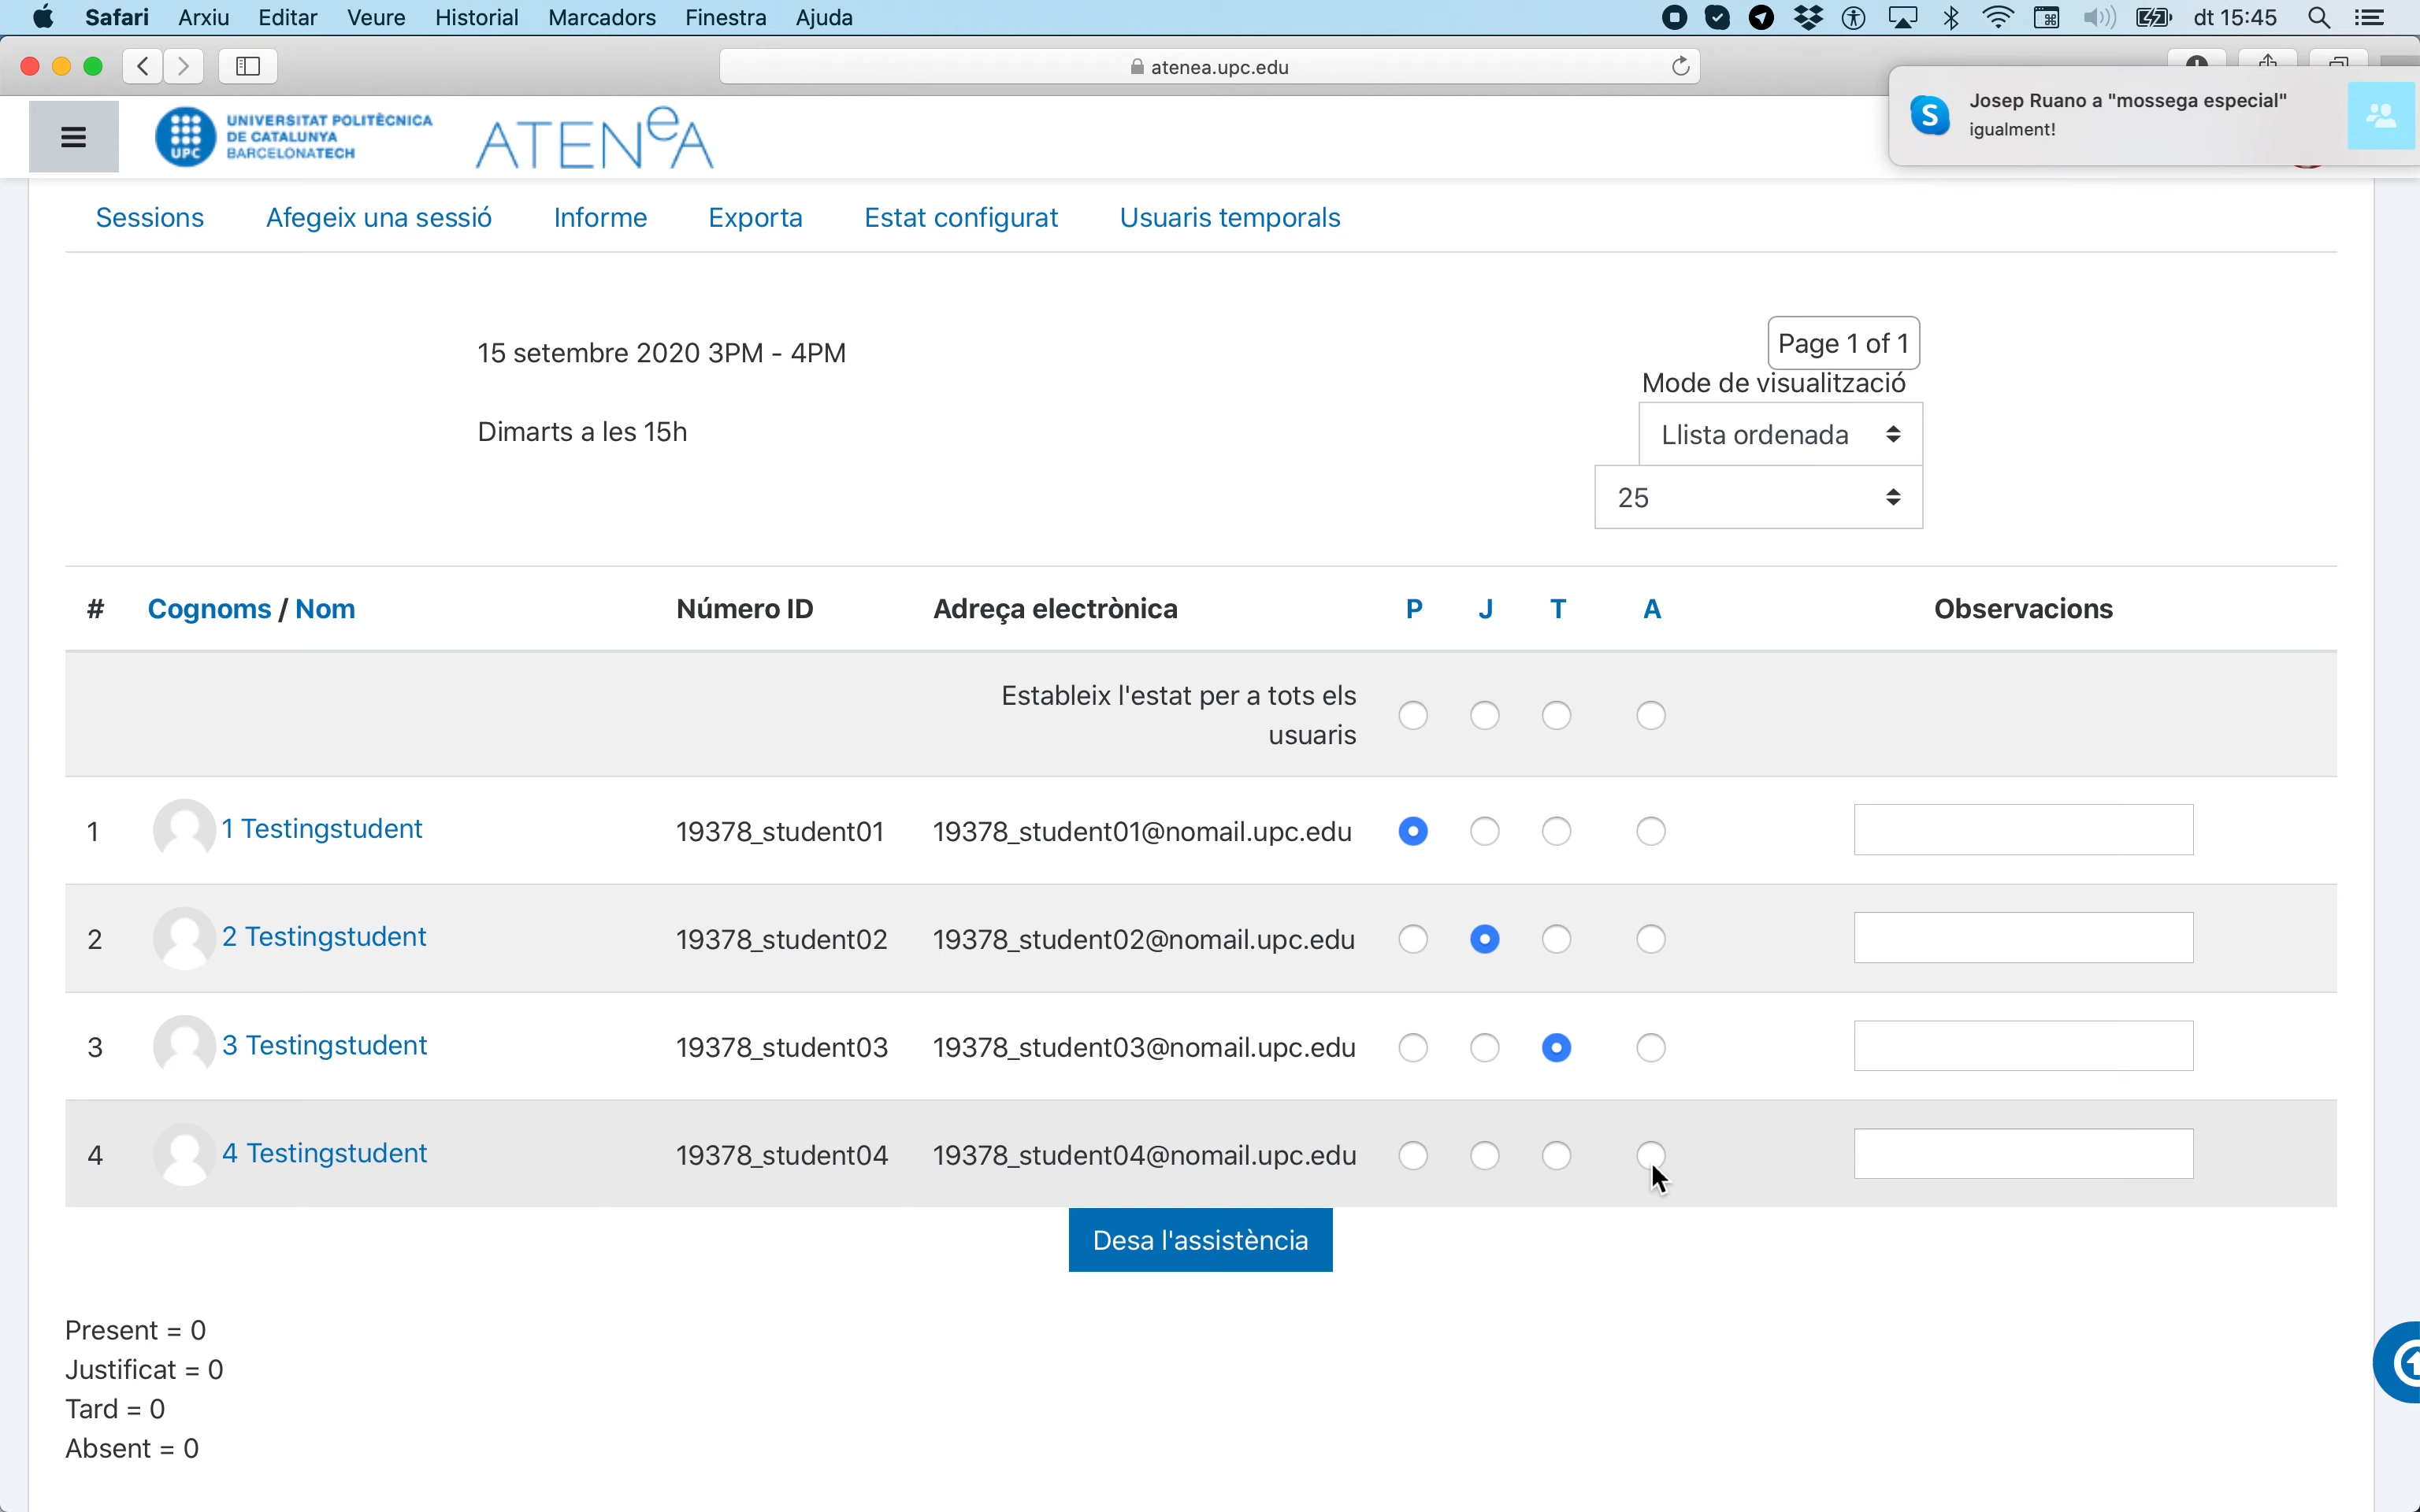 Safari Arxiu Editar Veure Historial Marcadors Finestra Ajuda dt 15:45
atenea.upc.edu
Josep Ruano a "mossega especial"
igualment!
UPC
UNIVERSITAT POLITÈCNICA
DE CATALUNYA
BARCELONATECH
ATENeA
Sessions Afegeix una sessió Informe Exporta Estat configurat Usuaris temporals
15 setembre 2020 3PM - 4PM
Dimarts a les 15h
Page 1 of 1
Mode de visualització
Llista ordenada
25
# Cognoms / Nom Número ID Adreça electrònica P J T A Observacions
Estableix l'estat per a tots els
usuaris
1 1 Testingstudent 19378_student01 19378_student01@nomail.upc.edu
2 2 Testingstudent 19378_student02 19378_student02@nomail.upc.edu
3 3 Testingstudent 19378_student03 19378_student03@nomail.upc.edu
4 4 Testingstudent 19378_student04 19378_student04@nomail.upc.edu
Desa l'assistència
Present = 0
Justificat = 0
Tard = 0
Absent = 0